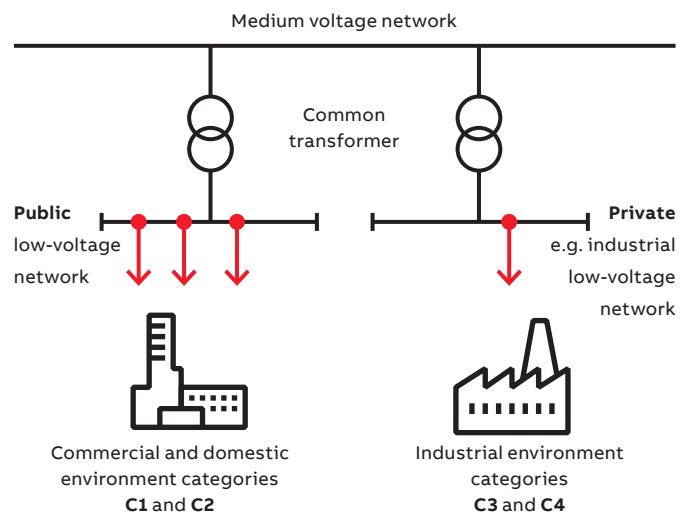 Medium voltage network
Common
transformer
Public
low-voltage
network
Private
e.g. industrial
low-voltage
network
Commercial and domestic
environment categories
C1 and C2
Industrial environment
categories
C3 and C4